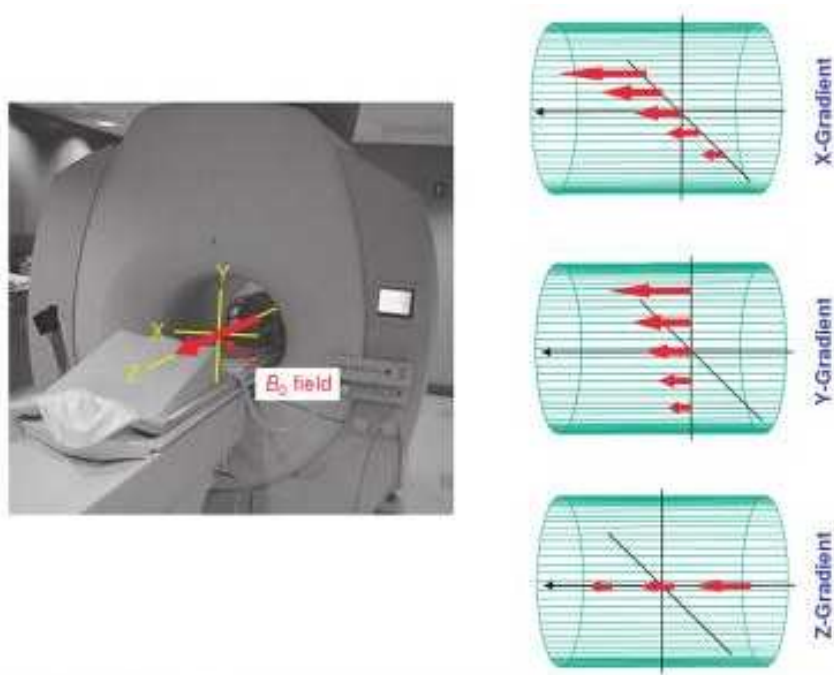 Y
X
Z
B₀ field
X-Gradient
Y-Gradient
Z-Gradient